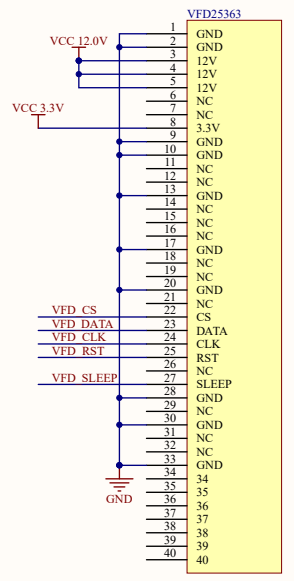 VFD25363
1 GND
VCC 12.0V 2 GND
3 12V
4 12V
5 12V
6 NC
VCC 3.3V 7 NC
8 3.3V
9 GND
10 GND
11 NC
12 NC
13 GND
14 NC
15 NC
16 NC
17 GND
18 NC
19 NC
20 GND
21 NC
VFD_CS 22 CS
VFD_DATA 23 DATA
VFD_CLK 24 CLK
VFD_RST 25 RST
26 NC
VFD_SLEEP 27 SLEEP
28 GND
29 NC
30 GND
31 NC
32 NC
33 GND
34 34
GND 35 35
36 36
37 37
38 38
39 39
40 40